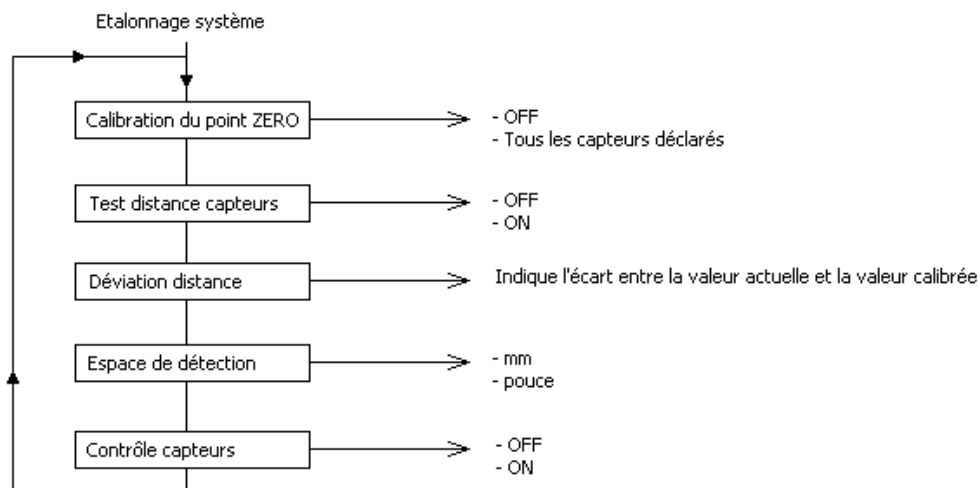 Etalonnage système
Calibration du point ZERO
- OFF
- Tous les capteurs déclarés
Test distance capteurs
- OFF
- ON
Déviation distance
Indique l'écart entre la valeur actuelle et la valeur calibrée
Espace de détection
- mm
- pouce
Contrôle capteurs
- OFF
- ON